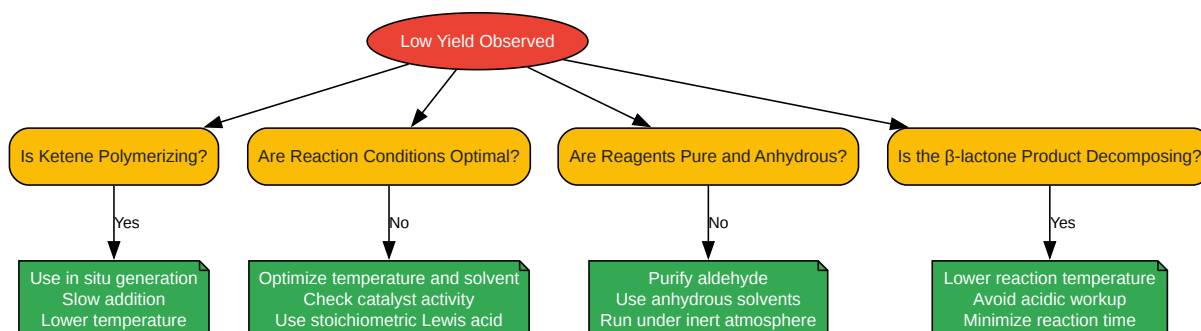 Low Yield Observed
Is Ketene Polymerizing?
Are Reaction Conditions Optimal?
Are Reagents Pure and Anhydrous?
Is the β-lactone Product Decomposing?
Yes
No
No
Yes
Use in situ generation
Slow addition
Lower temperature
Optimize temperature and solvent
Check catalyst activity
Use stoichiometric Lewis acid
Purify aldehyde
Use anhydrous solvents
Run under inert atmosphere
Lower reaction temperature
Avoid acidic workup
Minimize reaction time